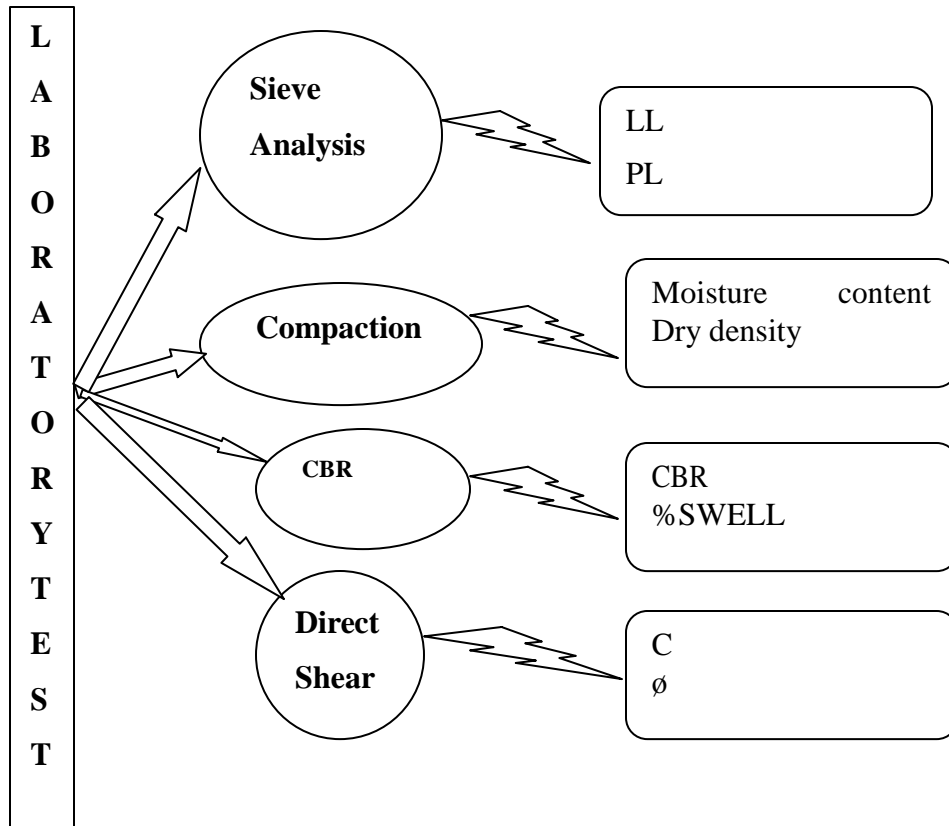 L
A
B
O
R
A
T
O
R
Y
T
E
S
T
Sieve
Analysis
LL
PL
Compaction
Moisture content
Dry density
CBR
CBR
%SWELL
Direct
Shear
C
ø